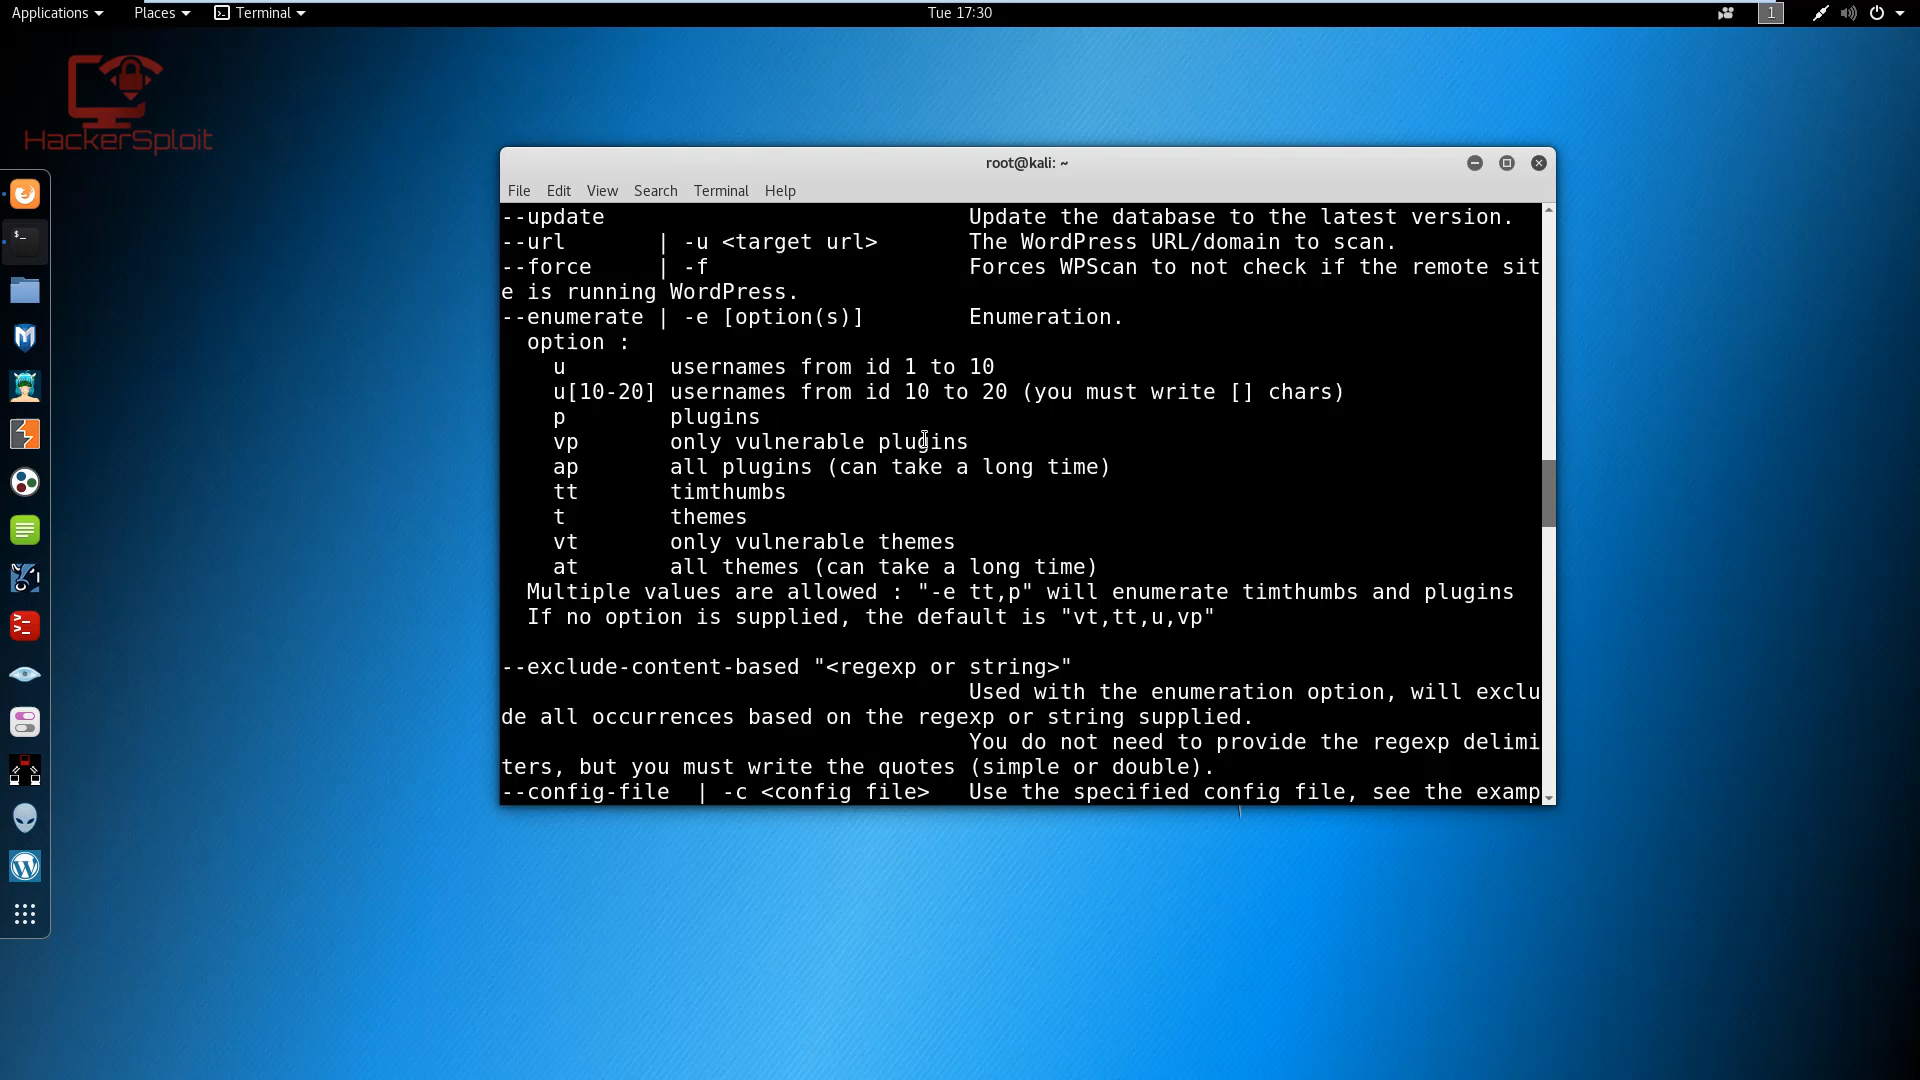 Applications Places Terminal Tue 17:30 1
HackerSploit
root@kali: ~
File Edit View Search Terminal Help
--update Update the database to the latest version.
--url | -u <target url> The WordPress URL/domain to scan.
--force | -f Forces WPScan to not check if the remote sit
e is running WordPress.
--enumerate | -e [option(s)] Enumeration.
option :
u usernames from id 1 to 10
u[10-20] usernames from id 10 to 20 (you must write [] chars)
p plugins
vp only vulnerable plugins
ap all plugins (can take a long time)
tt timthumbs
t themes
vt only vulnerable themes
at all themes (can take a long time)
Multiple values are allowed : "-e tt,p" will enumerate timthumbs and plugins
If no option is supplied, the default is "vt,tt,u,vp"
--exclude-content-based "<regexp or string>"
Used with the enumeration option, will exclu
de all occurrences based on the regexp or string supplied.
You do not need to provide the regexp delimi
ters, but you must write the quotes (simple or double).
--config-file | -c <config file> Use the specified config file, see the examp